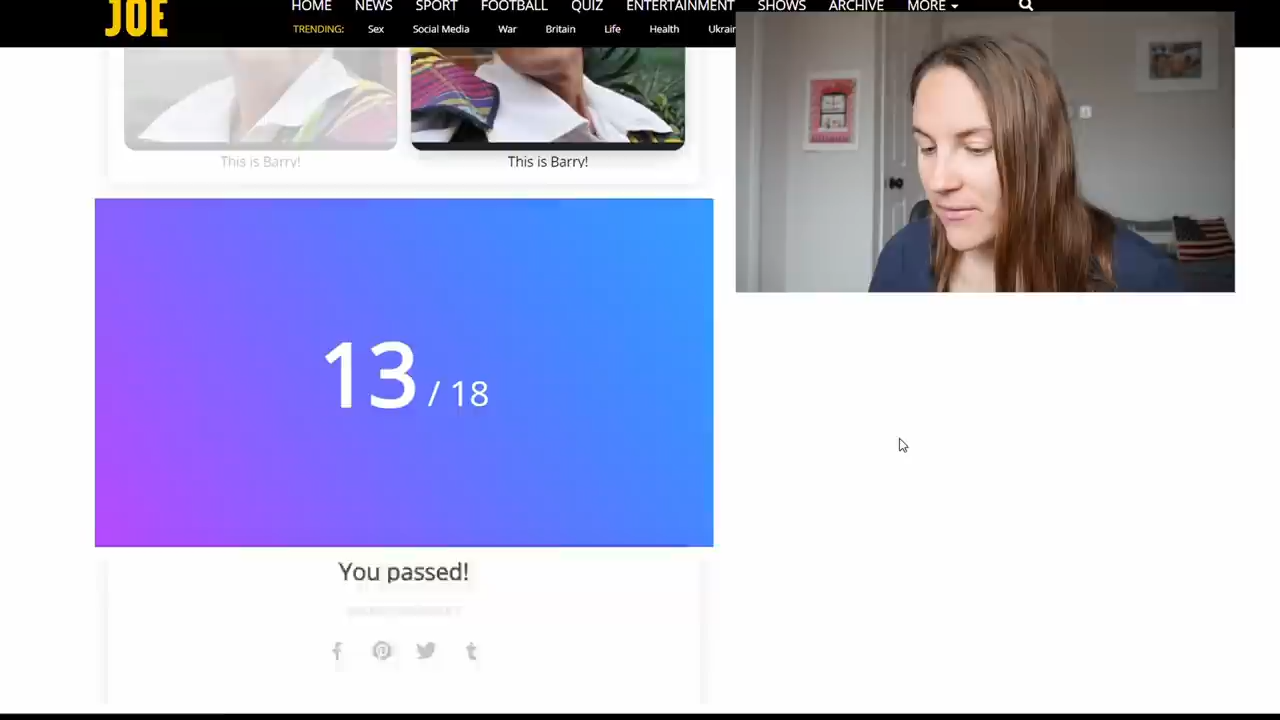 JOE
HOME NEWS SPORT FOOTBALL QUIZ ENTERTAINMENT SHOWS ARCHIVE MORE
TRENDING: Sex Social Media War Britain Life Health Ukrain
This is Barry!
This is Barry!
13 / 18
You passed!